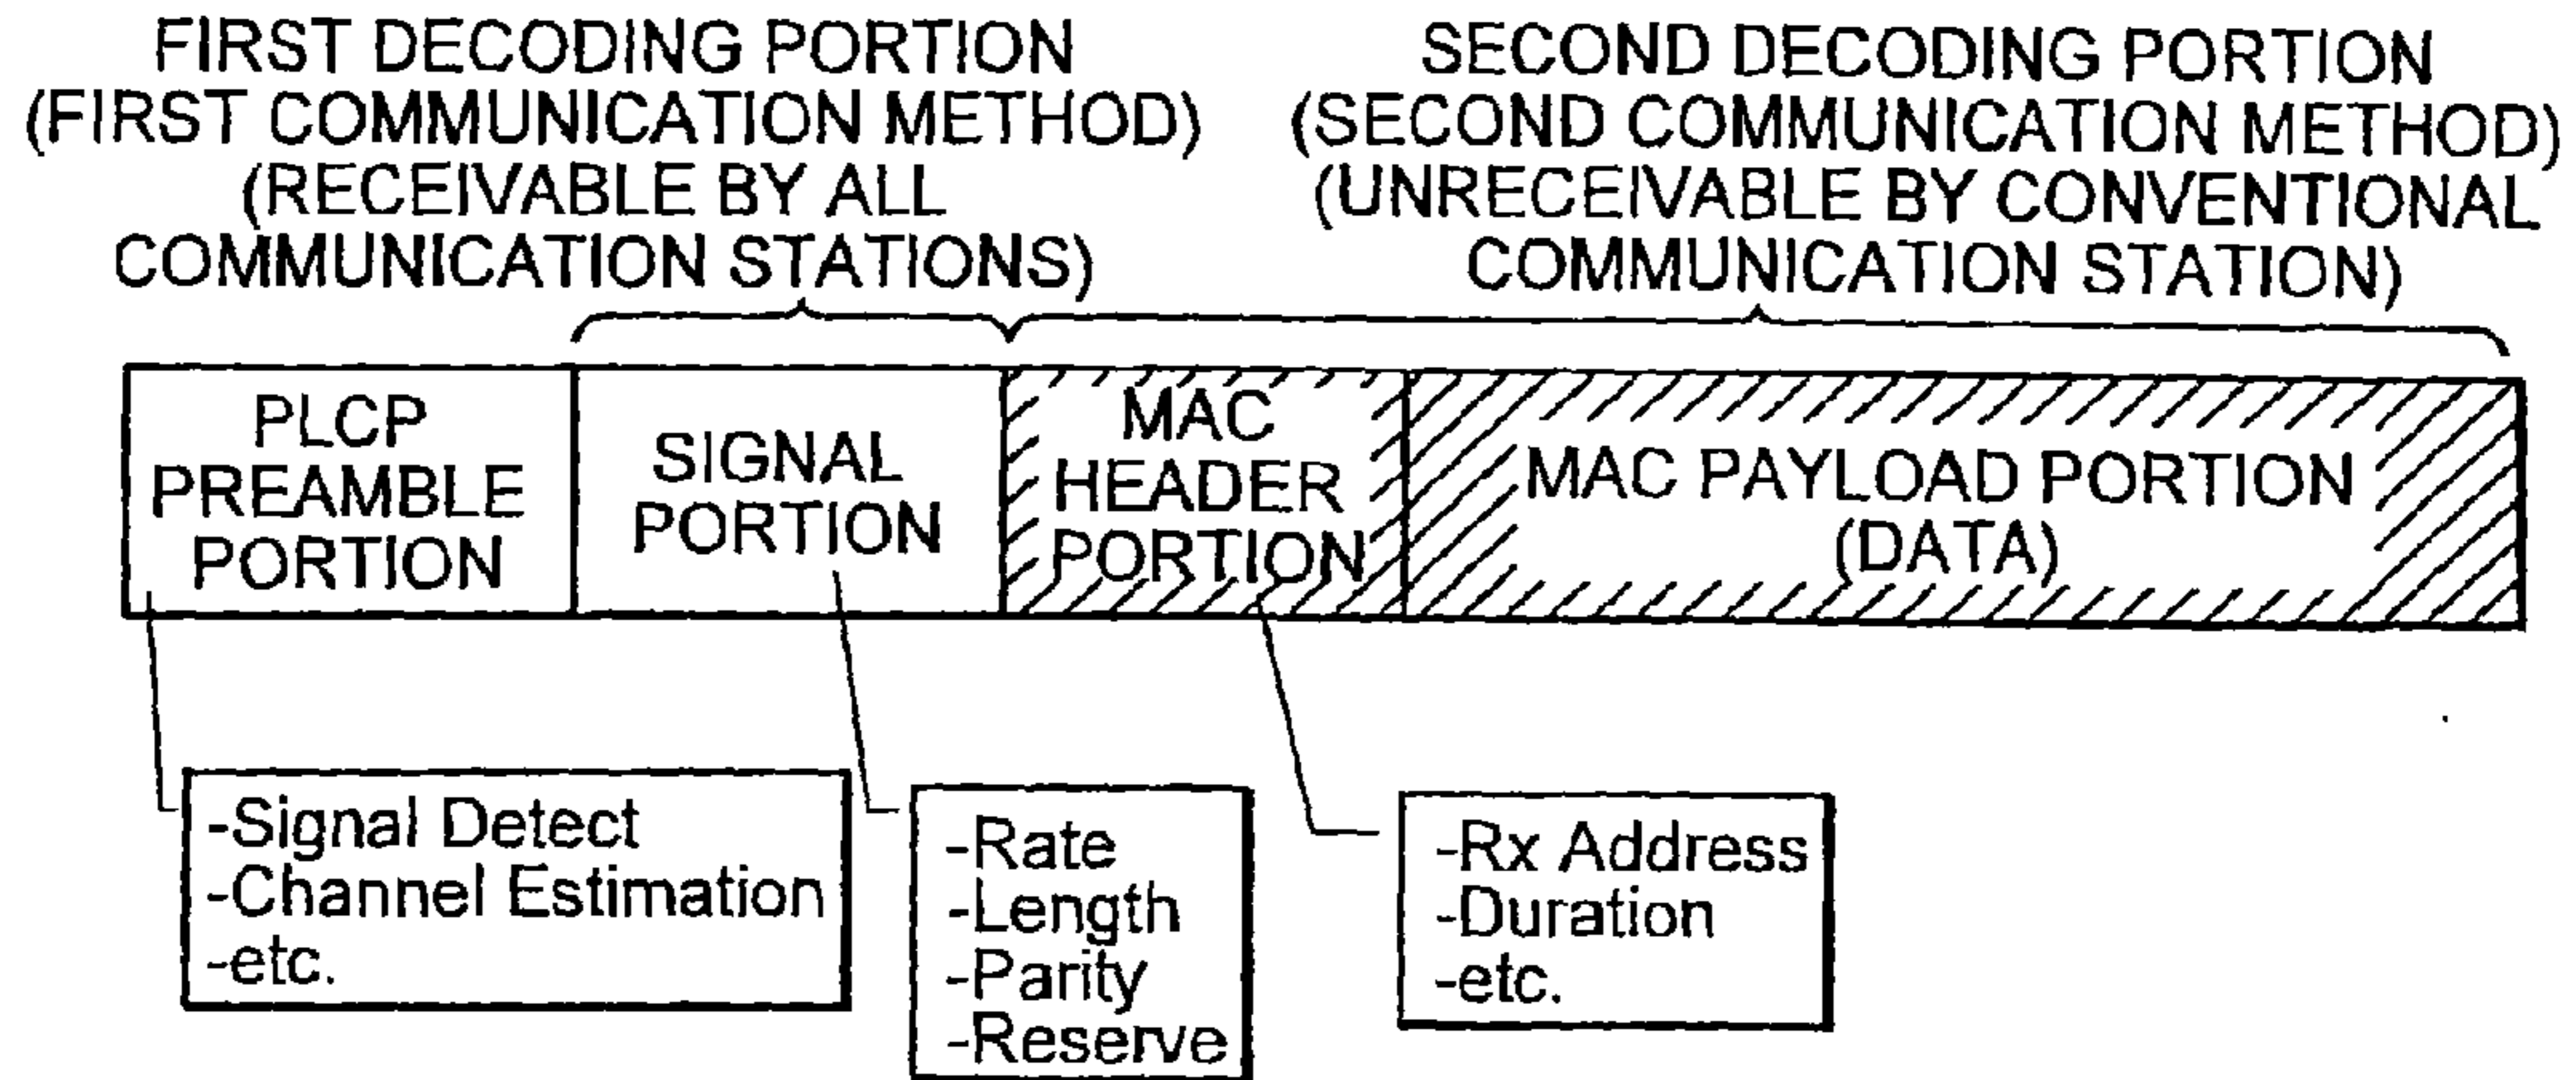 FIRST DECODING PORTION
(FIRST COMMUNICATION METHOD)
(RECEIVABLE BY ALL
COMMUNICATION STATIONS)
SECOND DECODING PORTION
(SECOND COMMUNICATION METHOD)
(UNRECEIVABLE BY CONVENTIONAL
COMMUNICATION STATION)
PLCP
PREAMBLE
PORTION
SIGNAL
PORTION
MAC
HEADER
PORTION
MAC PAYLOAD PORTION
(DATA)
-Signal Detect
-Channel Estimation
-etc.
-Rate
-Length
-Parity
-Reserve
-Rx Address
-Duration
-etc.